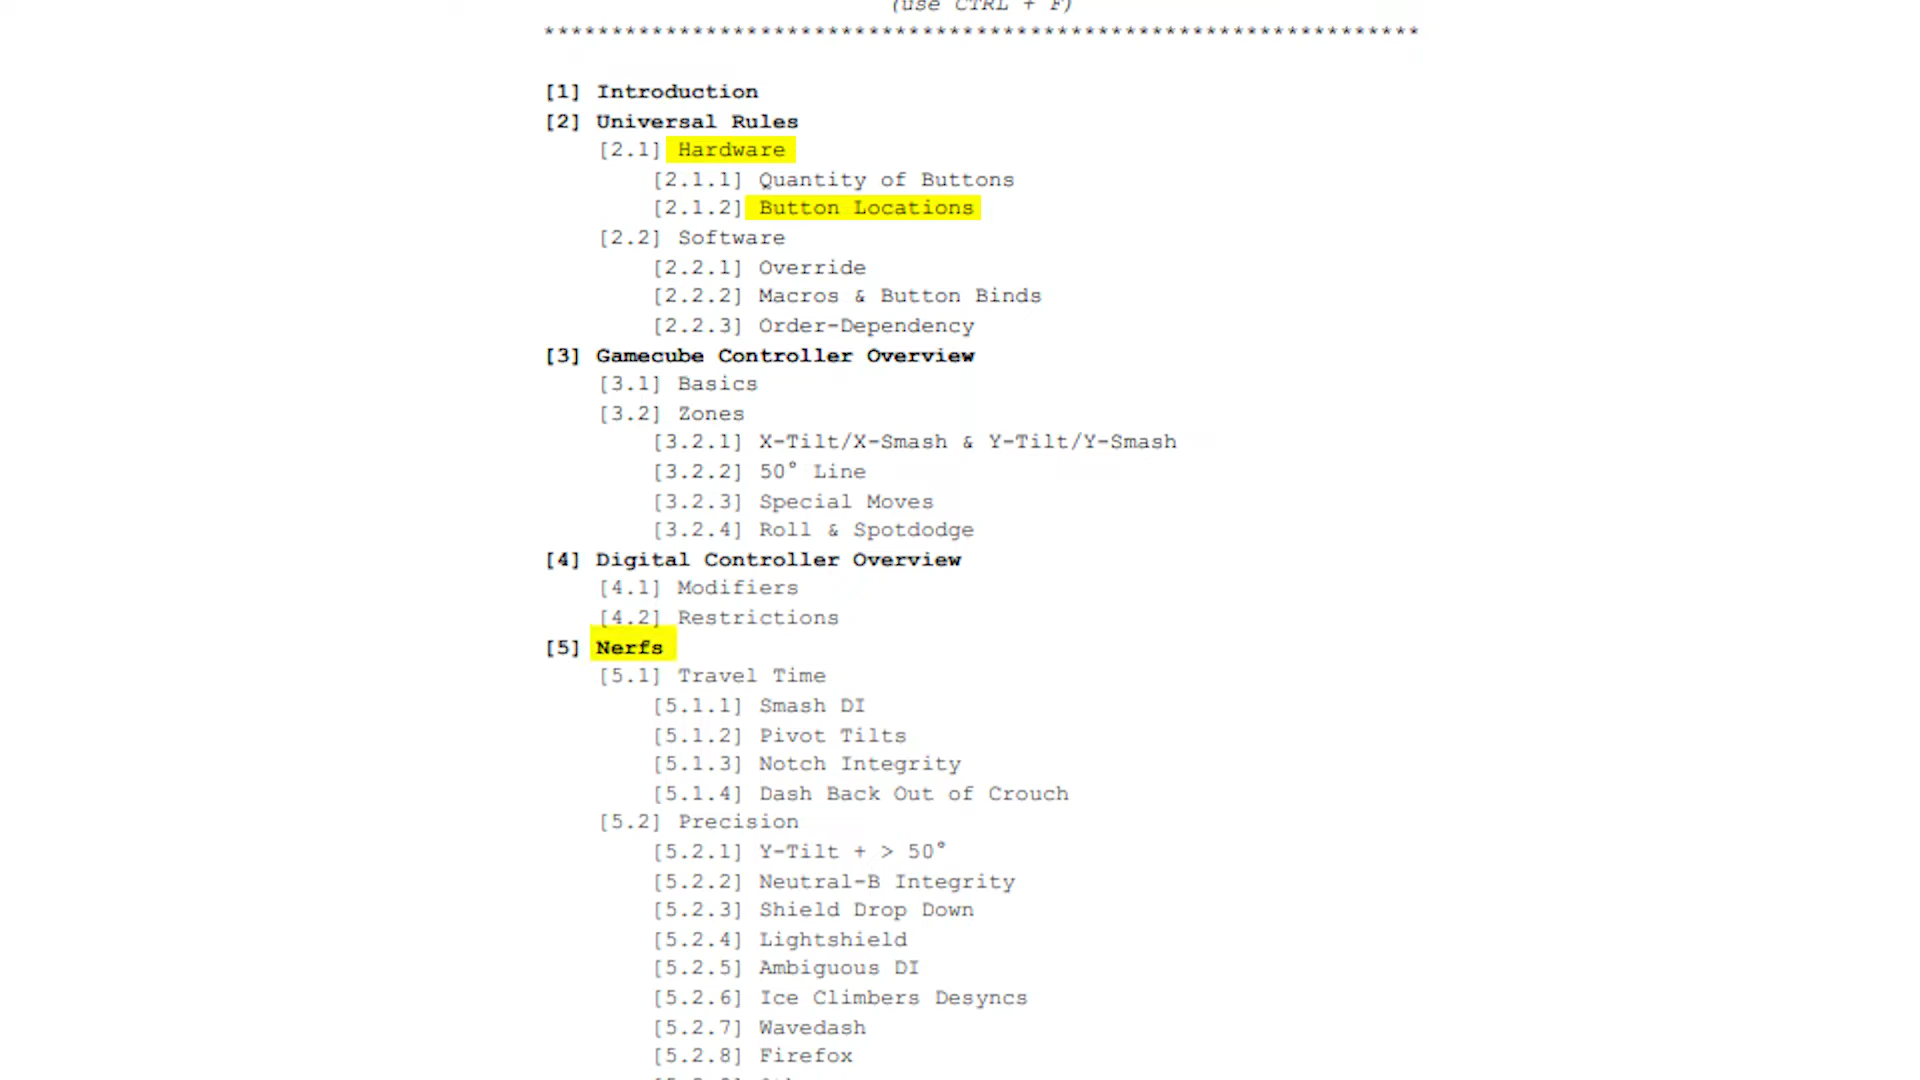 (use CTRL + F)
*****************************************************************
[1] Introduction
[2] Universal Rules
[2.1] Hardware
[2.1.1] Quantity of Buttons
[2.1.2] Button Locations
[2.2] Software
[2.2.1] Override
[2.2.2] Macros & Button Binds
[2.2.3] Order-Dependency
[3] Gamecube Controller Overview
[3.1] Basics
[3.2] Zones
[3.2.1] X-Tilt/X-Smash & Y-Tilt/Y-Smash
[3.2.2] 50° Line
[3.2.3] Special Moves
[3.2.4] Roll & Spotdodge
[4] Digital Controller Overview
[4.1] Modifiers
[4.2] Restrictions
[5] Nerfs
[5.1] Travel Time
[5.1.1] Smash DI
[5.1.2] Pivot Tilts
[5.1.3] Notch Integrity
[5.1.4] Dash Back Out of Crouch
[5.2] Precision
[5.2.1] Y-Tilt + > 50°
[5.2.2] Neutral-B Integrity
[5.2.3] Shield Drop Down
[5.2.4] Lightshield
[5.2.5] Ambiguous DI
[5.2.6] Ice Climbers Desyncs
[5.2.7] Wavedash
[5.2.8] Firefox